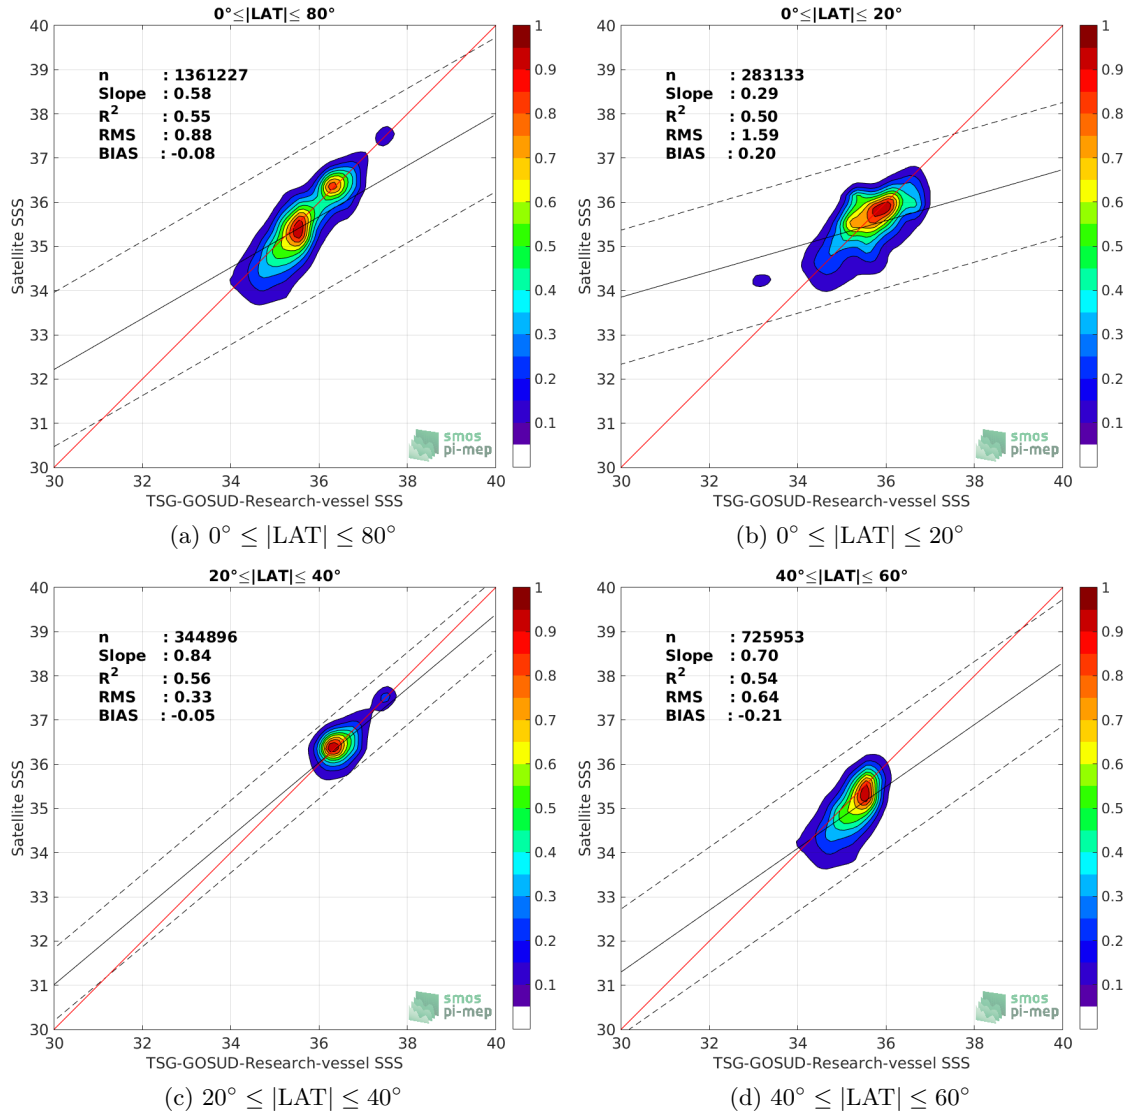 0°≤|LAT|≤ 80°
n : 1361227
Slope : 0.58
R² : 0.55
RMS : 0.88
BIAS : -0.08
40
39
38
37
36
35
34
33
32
31
30
30 32 34 36 38 40
Satellite SSS
TSG-GOSUD-Research-vessel SSS
1
0.9
0.8
0.7
0.6
0.5
0.4
0.3
0.2
0.1
smos
pi-mep
(a) 0° ≤ |LAT| ≤ 80°
0°≤|LAT|≤ 20°
n : 283133
Slope : 0.29
R² : 0.50
RMS : 1.59
BIAS : 0.20
40
39
38
37
36
35
34
33
32
31
30
30 32 34 36 38 40
Satellite SSS
TSG-GOSUD-Research-vessel SSS
1
0.9
0.8
0.7
0.6
0.5
0.4
0.3
0.2
0.1
smos
pi-mep
(b) 0° ≤ |LAT| ≤ 20°
20°≤|LAT|≤ 40°
n : 344896
Slope : 0.84
R² : 0.56
RMS : 0.33
BIAS : -0.05
40
39
38
37
36
35
34
33
32
31
30
30 32 34 36 38 40
Satellite SSS
TSG-GOSUD-Research-vessel SSS
1
0.9
0.8
0.7
0.6
0.5
0.4
0.3
0.2
0.1
smos
pi-mep
(c) 20° ≤ |LAT| ≤ 40°
40°≤|LAT|≤ 60°
n : 725953
Slope : 0.70
R² : 0.54
RMS : 0.64
BIAS : -0.21
40
39
38
37
36
35
34
33
32
31
30
30 32 34 36 38 40
Satellite SSS
TSG-GOSUD-Research-vessel SSS
1
0.9
0.8
0.7
0.6
0.5
0.4
0.3
0.2
0.1
smos
pi-mep
(d) 40° ≤ |LAT| ≤ 60°